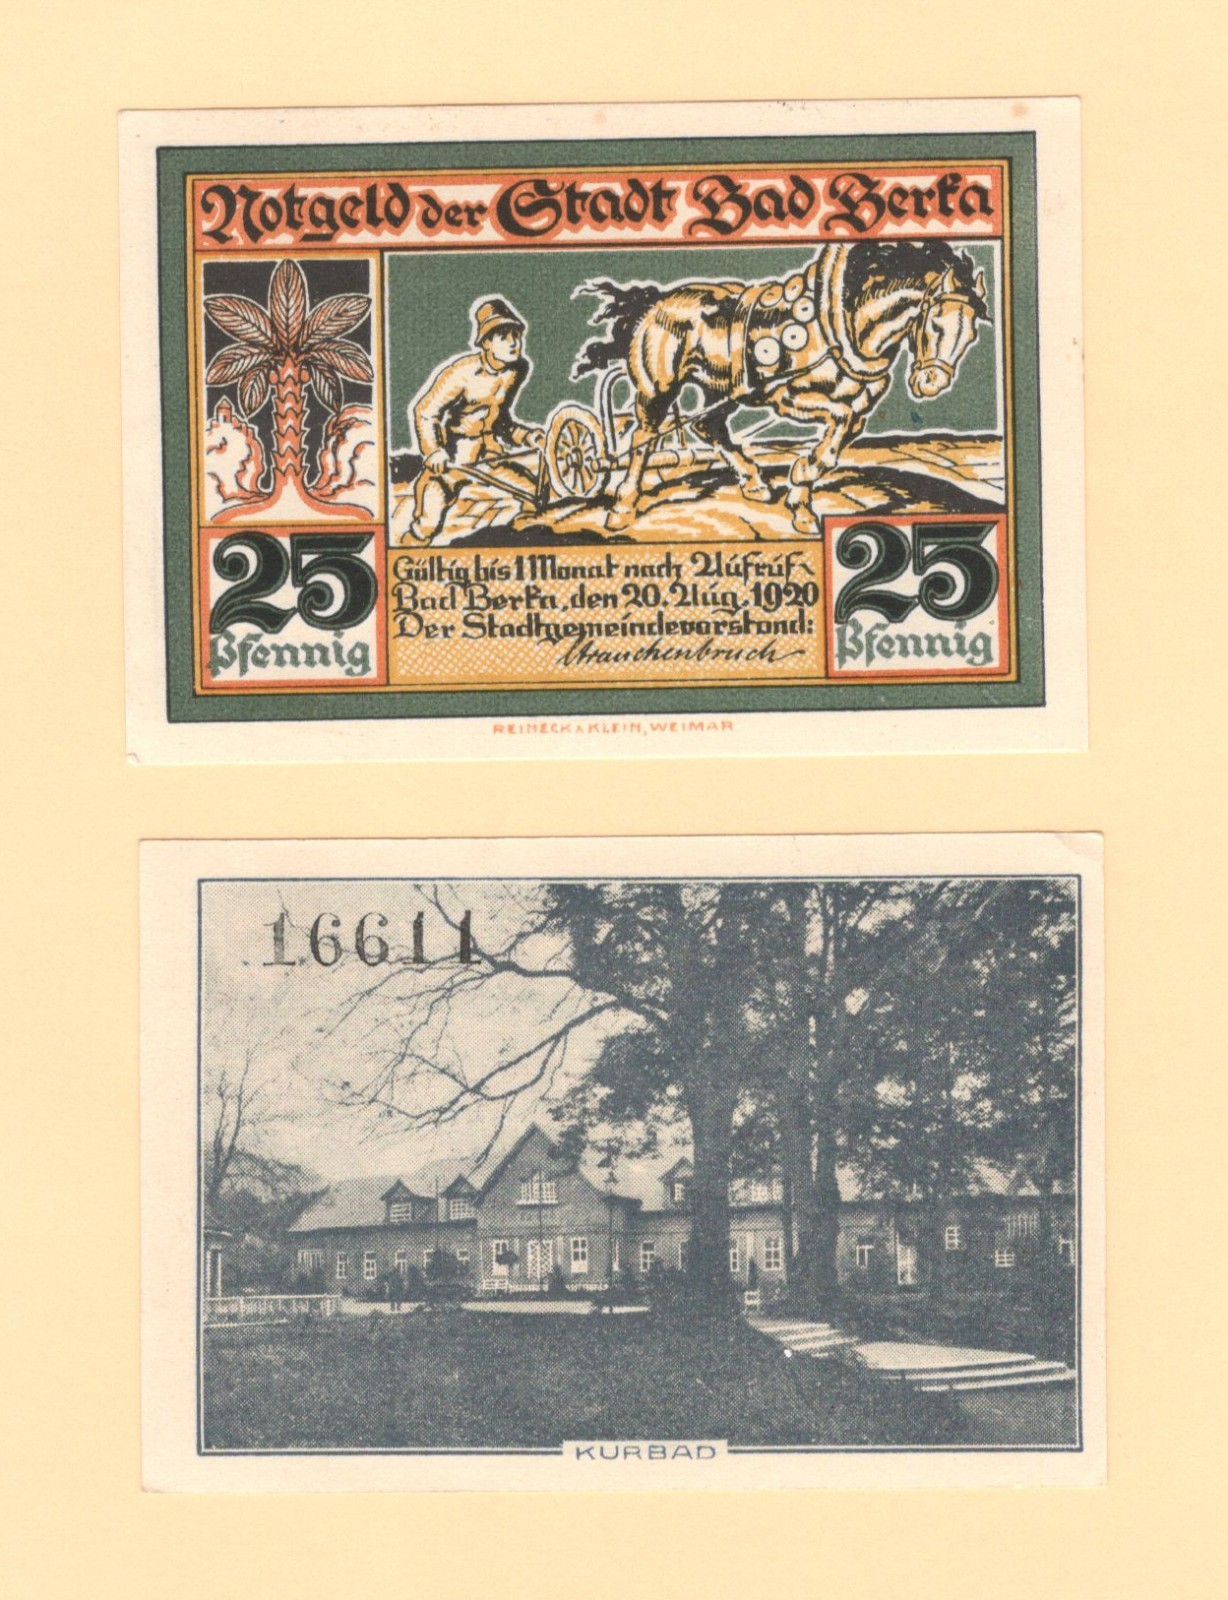 Notgeld der Stadt Bad Berka
25
Pfennig
Gültig bis 1 Monat nach Aufruf
Bad Berka, den 20. Aug. 1920
Der Stadtgemeindevorstand:
25
Pfennig
REINECK & KLEIN, WEIMAR
16611
KURBAD